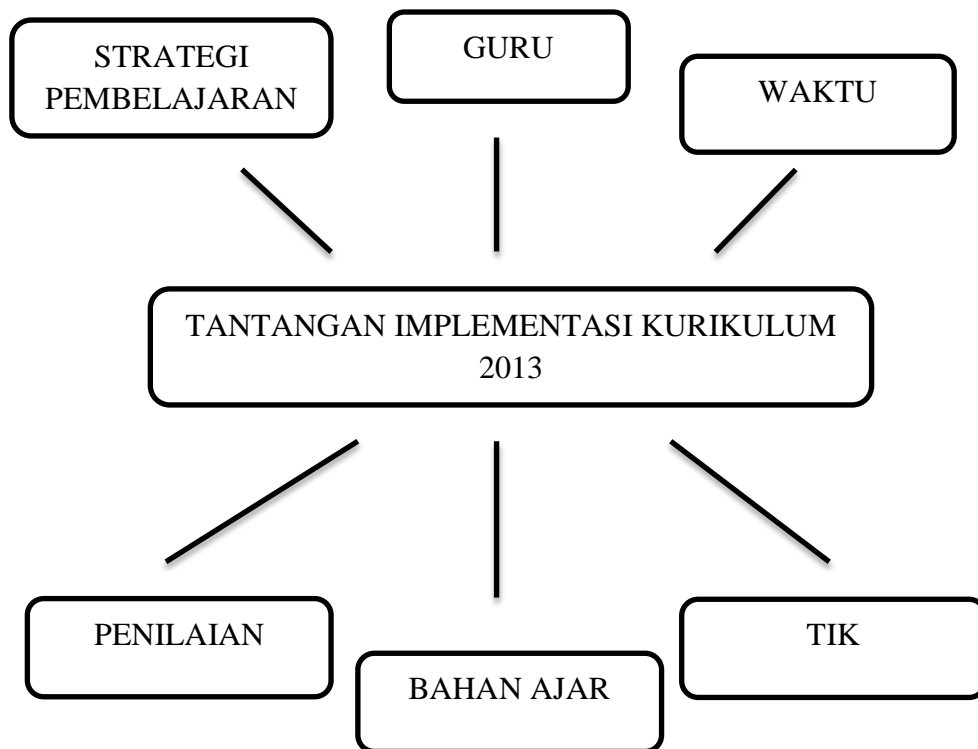 STRATEGI
PEMBELAJARAN
GURU
WAKTU
TANTANGAN IMPLEMENTASI KURIKULUM
2013
PENILAIAN
BAHAN AJAR
TIK